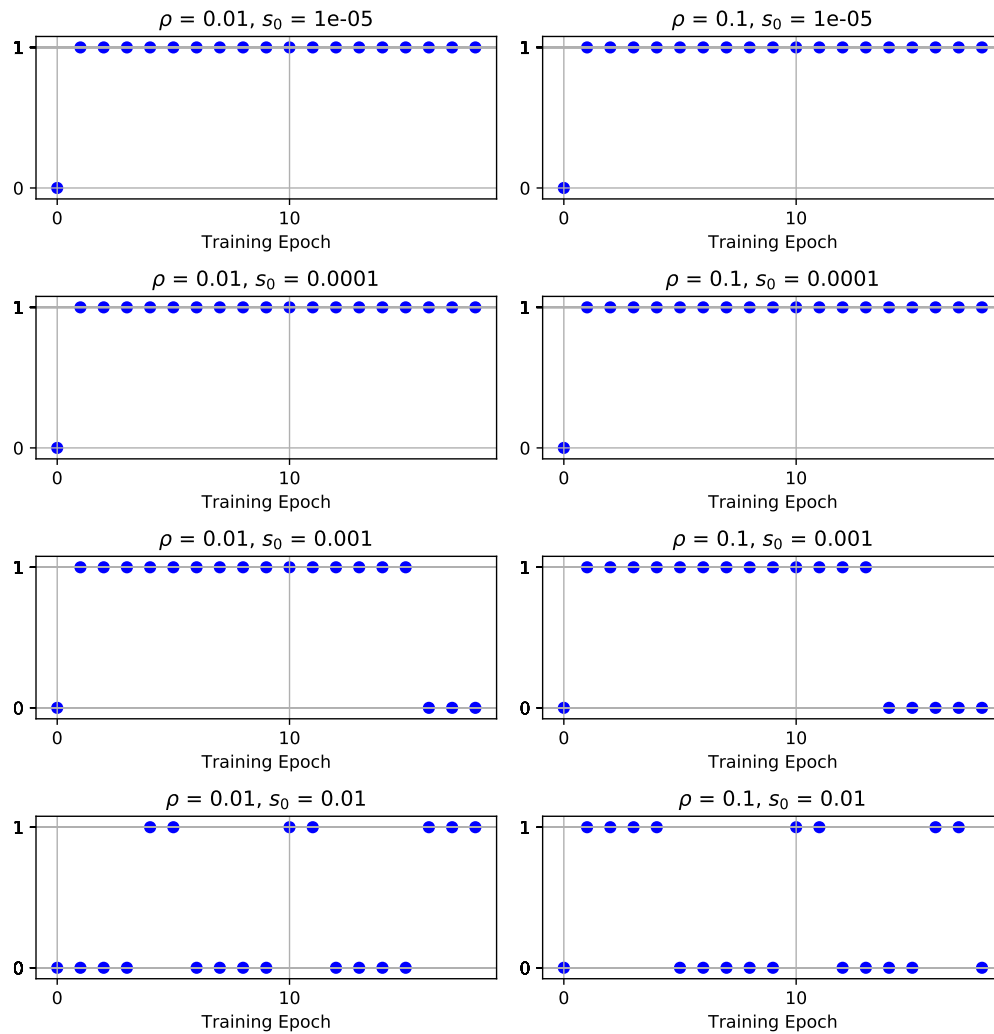 ρ = 0.01, s₀ = 1e-05
1
0
0 10
Training Epoch
ρ = 0.1, s₀ = 1e-05
1
0
0 10
Training Epoch
ρ = 0.01, s₀ = 0.0001
1
0
0 10
Training Epoch
ρ = 0.1, s₀ = 0.0001
1
0
0 10
Training Epoch
ρ = 0.01, s₀ = 0.001
1
0
0 10
Training Epoch
ρ = 0.1, s₀ = 0.001
1
0
0 10
Training Epoch
ρ = 0.01, s₀ = 0.01
1
0
0 10
Training Epoch
ρ = 0.1, s₀ = 0.01
1
0
0 10
Training Epoch